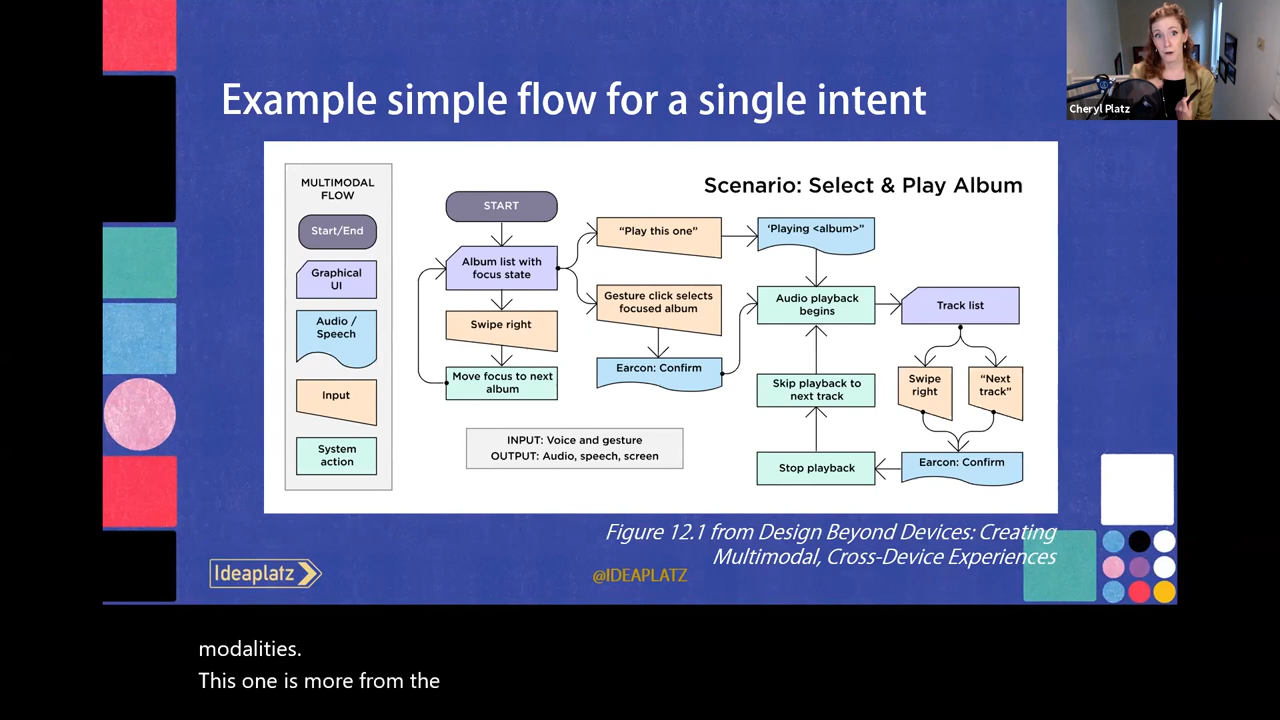 Example simple flow for a single intent
Cheryl Platz
MULTIMODAL
FLOW
Start/End
Graphical
UI
Audio /
Speech
Input
System
action
Scenario: Select & Play Album
START
Album list with
focus state
Swipe right
Move focus to next
album
“Play this one”
Gesture click selects
focused album
Earcon: Confirm
‘Playing <album>”
Audio playback
begins
Skip playback to
next track
Stop playback
Track list
Swipe
right
“Next
track”
Earcon: Confirm
INPUT: Voice and gesture
OUTPUT: Audio, speech, screen
Figure 12.1 from Design Beyond Devices: Creating
Multimodal, Cross-Device Experiences
Ideaplatz
@IDEAPLATZ
modalities.
This one is more from the